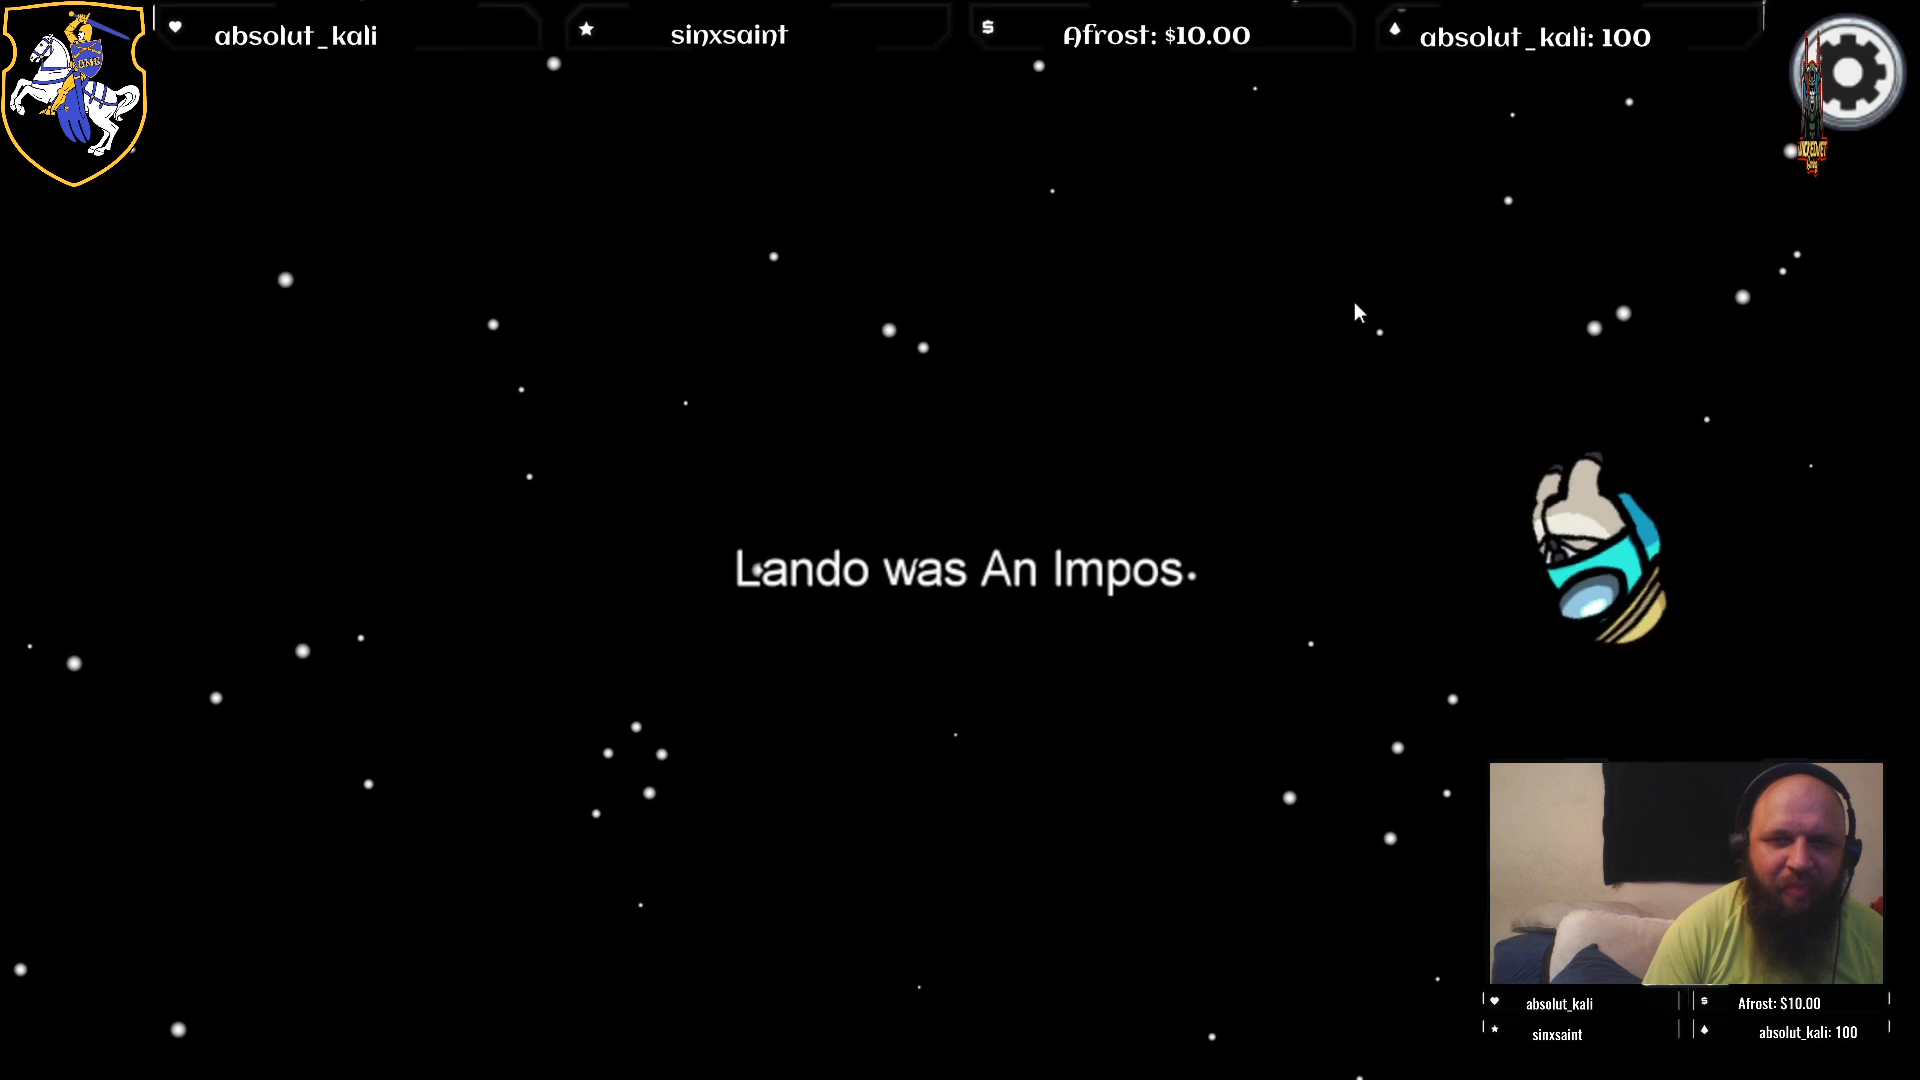 absolut_kali
sinxsaint
Afrost: $10.00
absolut_kali: 100
Lando was An Impos
absolut_kali
Afrost: $10.00
sinxsaint
absolut_kali: 100